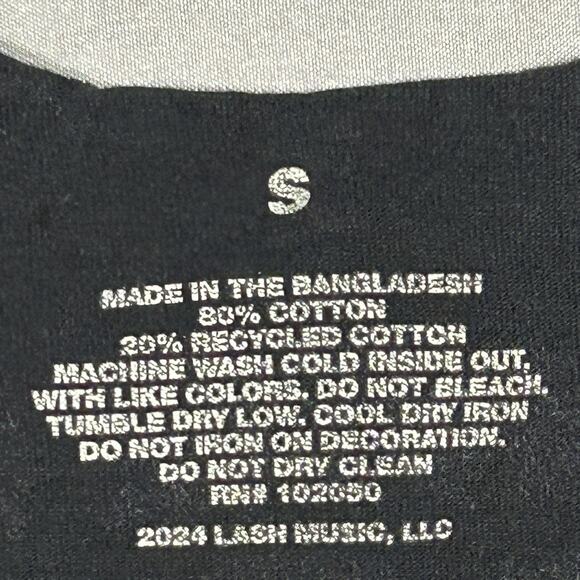 S
MADE IN THE BANGLADESH
80% COTTON
20% RECYCLED COTTON
MACHINE WASH COLD INSIDE OUT,
WITH LIKE COLORS. DO NOT BLEACH.
TUMBLE DRY LOW. COOL DRY IRON
DO NOT IRON ON DECORATION.
DO NOT DRY CLEAN
RN# 102050
2024 LASH MUSIC, LLC